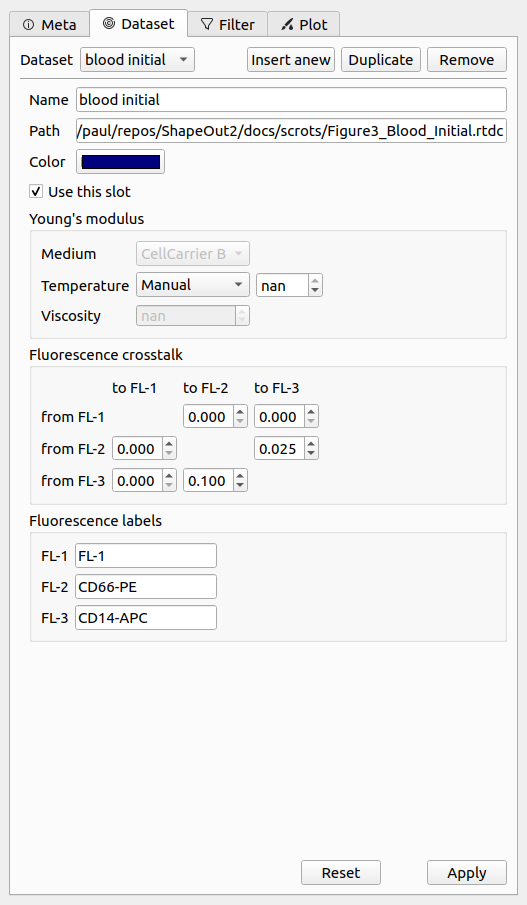 Meta Dataset Filter Plot
Dataset blood initial Insert anew Duplicate Remove
Name blood initial
Path /paul/repos/ShapeOut2/docs/scrots/Figure3_Blood_Initial.rtdc
Color
Use this slot
Young's modulus
Medium CellCarrier B
Temperature Manual nan
Viscosity nan
Fluorescence crosstalk
to FL-1 to FL-2 to FL-3
from FL-1 0.000 0.000
from FL-2 0.000 0.025
from FL-3 0.000 0.100
Fluorescence labels
FL-1 FL-1
FL-2 CD66-PE
FL-3 CD14-APC
Reset Apply